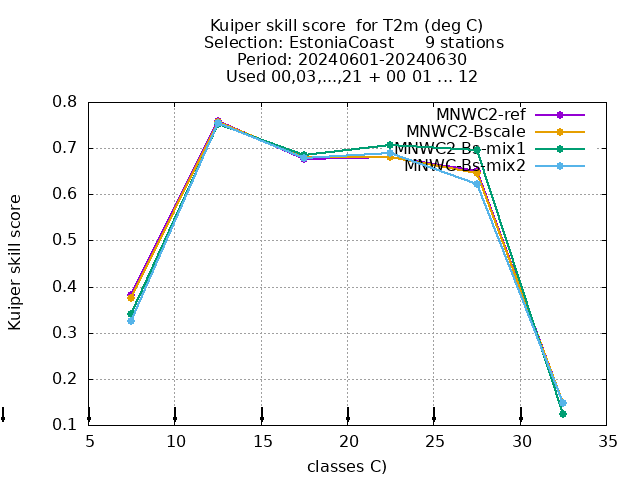 Kuiper skill score  for T2m (deg C)
Selection: EstoniaCoast      9 stations
Period: 20240601-20240630
Used 00,03,...,21 + 00 01 ... 12
MNWC2-ref
MNWC2-Bscale
MNWC2-Bs-mix1
MNWC-Bs-mix2
Kuiper skill score
0.8
0.7
0.6
0.5
0.4
0.3
0.2
0.1
5 10 15 20 25 30 35
classes C)